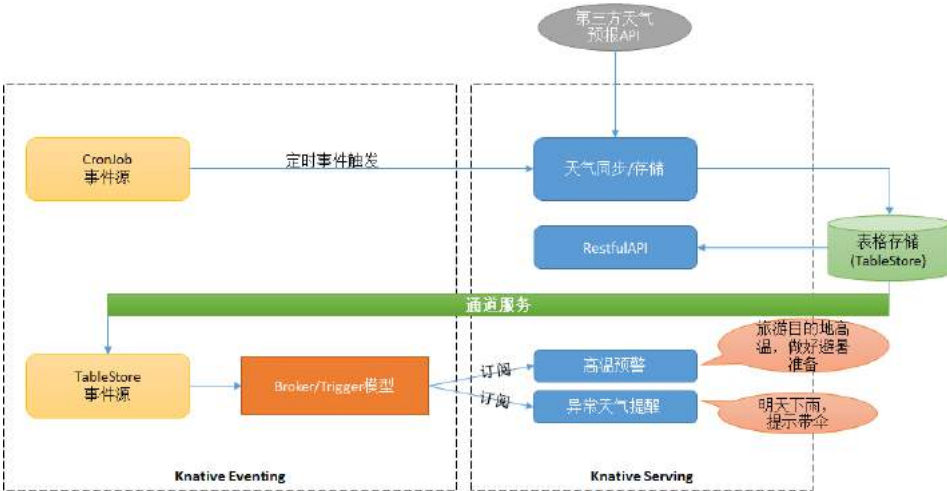 第三方天气
预报API
CronJob
事件源
定时事件触发
天气同步/存储
RestfulAPI
表格存储
(TableStore)
通道服务
旅游目的地高
温，做好避暑
准备
TableStore
事件源
Broker/Trigger模型
订阅
高温预警
订阅
异常天气提醒
明天下雨，
提示带伞
Knative Eventing
Knative Serving